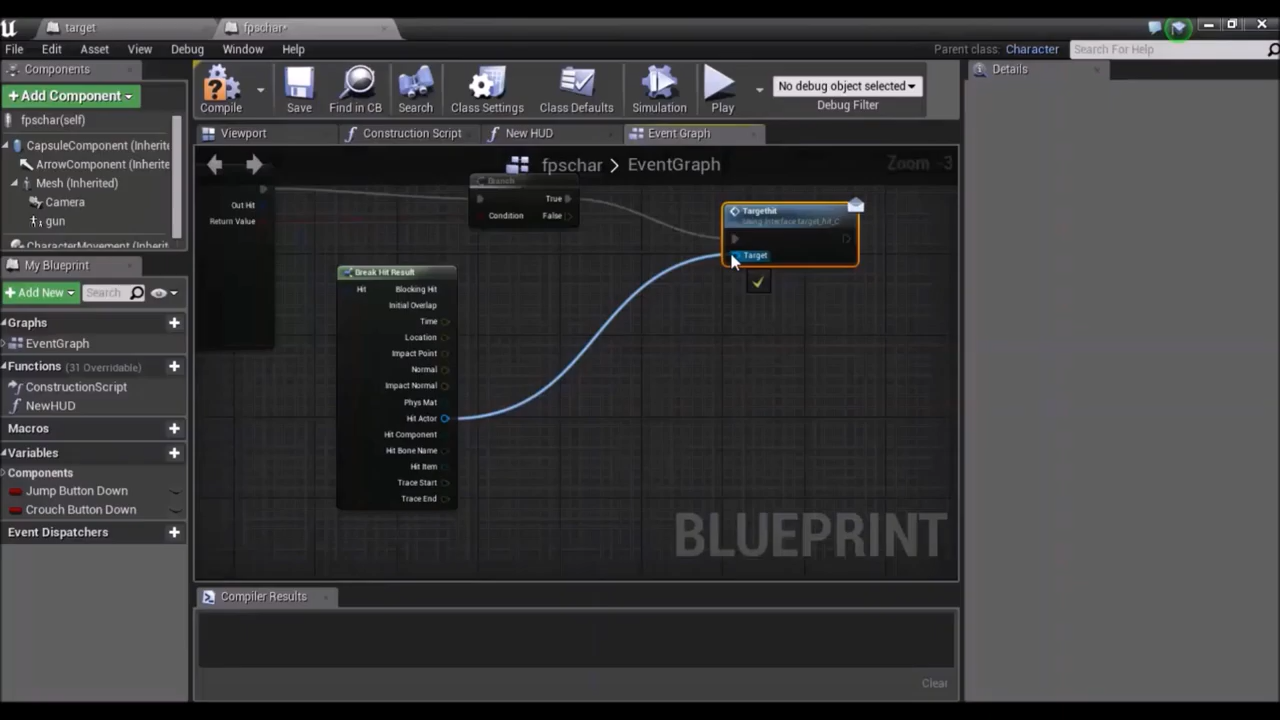 target
fpschar*
File Edit Asset View Debug Window Help
Parent class: Character
Search For Help
Components
+Add Component
fpschar(self)
CapsuleComponent (Inherite
ArrowComponent (Inherite
Mesh (Inherited)
Camera
gun
CharacterMovement (Inherite
My Blueprint
+Add New
Search
Graphs
EventGraph
Functions (31 Overridable)
ConstructionScript
NewHUD
Macros
Variables
Components
Jump Button Down
Crouch Button Down
Event Dispatchers
Compile
Save
Find in CB
Search
Class Settings
Class Defaults
Simulation
Play
No debug object selected
Debug Filter
Viewport
Construction Script
New HUD
Event Graph
fpschar > EventGraph
Zoom -3
Out Hit
Return Value
Branch
True
Condition False
Targethit
Using Interface target_hit_C
Target
Break Hit Result
Hit Blocking Hit
Initial Overlap
Time
Location
Impact Point
Normal
Impact Normal
Phys Mat
Hit Actor
Hit Component
Hit Bone Name
Hit Item
Trace Start
Trace End
BLUEPRINT
Compiler Results
Clear
Details